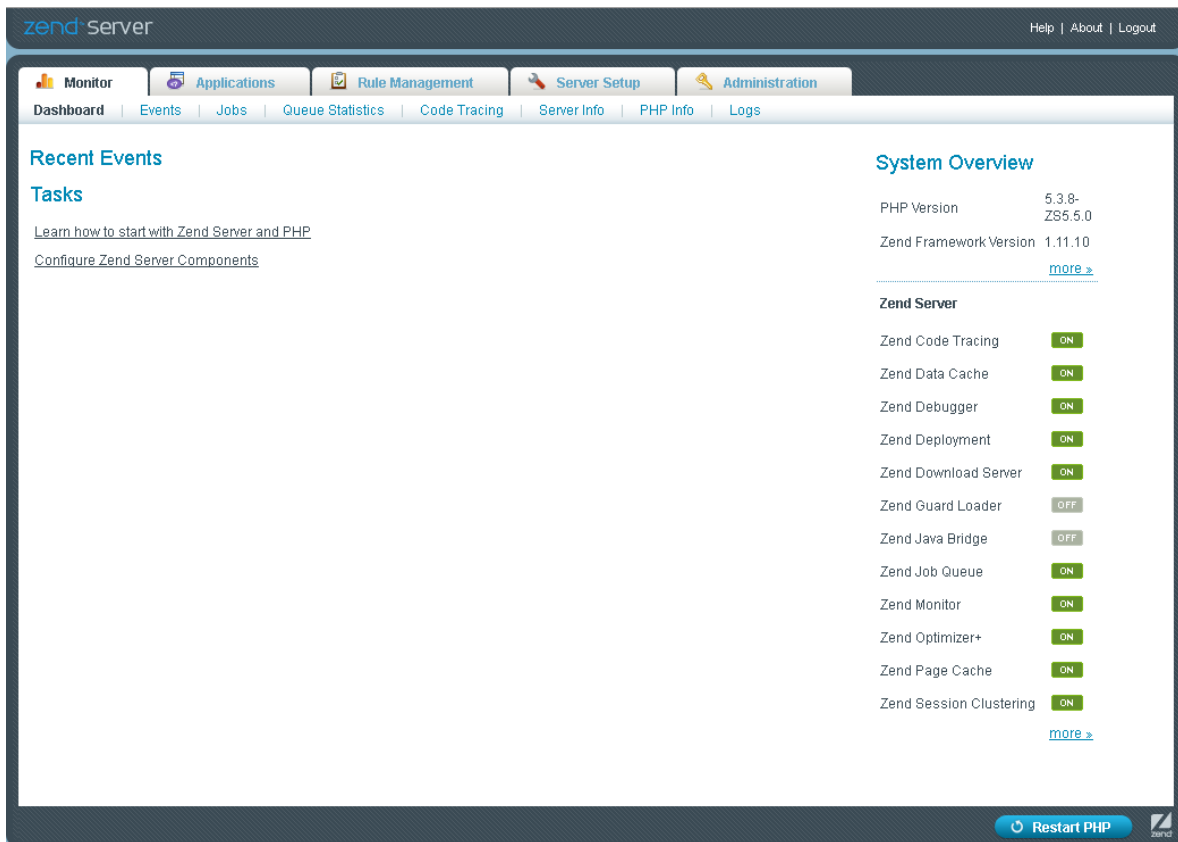 zend server
Help | About | Logout
Monitor Applications Rule Management Server Setup Administration
Dashboard | Events | Jobs | Queue Statistics | Code Tracing | Server Info | PHP Info | Logs
Recent Events
Tasks
Learn how to start with Zend Server and PHP
Configure Zend Server Components
System Overview
PHP Version 5.3.8-
ZS5.5.0
Zend Framework Version 1.11.10
more »
Zend Server
Zend Code Tracing ON
Zend Data Cache ON
Zend Debugger ON
Zend Deployment ON
Zend Download Server ON
Zend Guard Loader OFF
Zend Java Bridge OFF
Zend Job Queue ON
Zend Monitor ON
Zend Optimizer+ ON
Zend Page Cache ON
Zend Session Clustering ON
more »
Restart PHP
zend